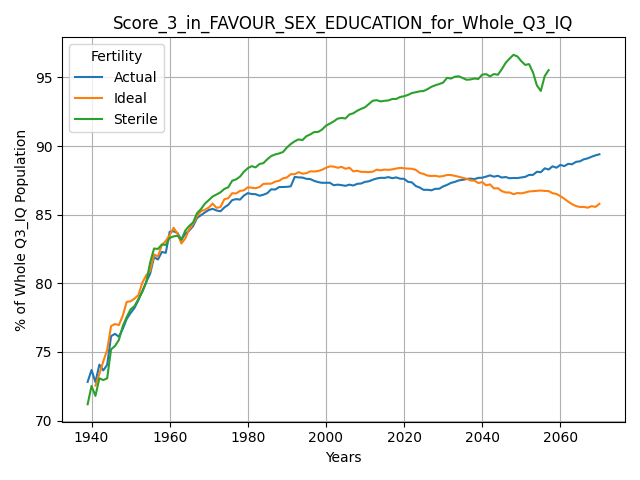 Score_3_in_FAVOUR_SEX_EDUCATION_for_Whole_Q3_IQ
Fertility
Actual
Ideal
Sterile
% of Whole Q3_IQ Population
95
90
85
80
75
70
1940 1960 1980 2000 2020 2040 2060
Years